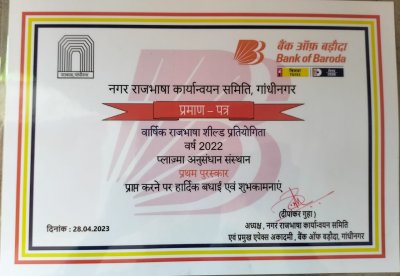 बैंक ऑफ़ बड़ौदा
Bank of Baroda
नगर राजभाषा कार्यान्वयन समिति, गांधीनगर
प्रमाण – पत्र
वार्षिक राजभाषा शील्ड प्रतियोगिता
वर्ष 2022
प्लाज्मा अनुसंधान संस्थान
प्रथम पुरस्कार
प्राप्त करने पर हार्दिक बधाई एवं शुभकामनाएं
(दीपांकर गुहा)
दिनांक : 28.04.2023
अध्यक्ष, नगर राजभाषा कार्यान्वयन समिति
एवं प्रमुख एपेक्स अकादमी, बैंक ऑफ बड़ौदा, गांधीनगर